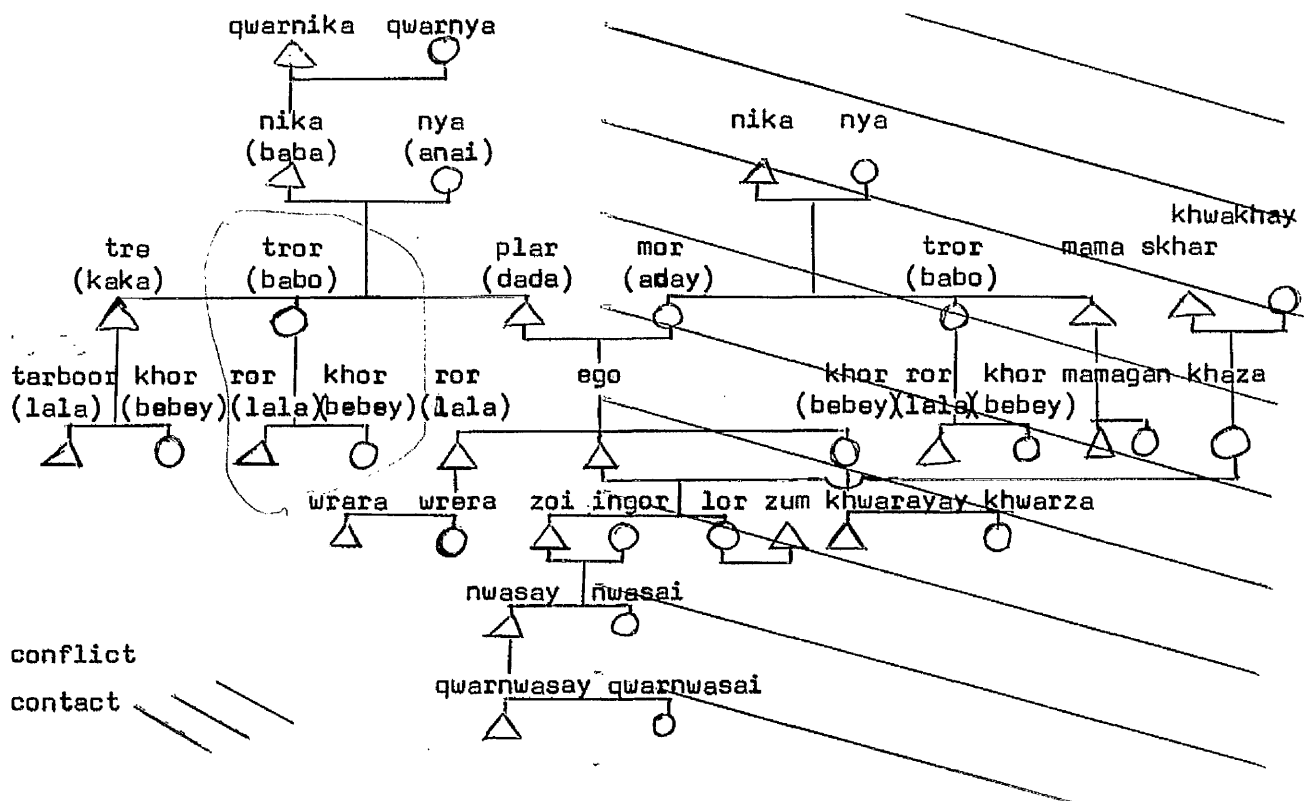 qwarnika qwarnya
nika nya nika nya
(baba) (anai)
khwakhay
tre tror plar mor tror mama skhar
(kaka) (babo) (dada) (aday) (babo)
tarboor khor ror khor ror ego khor ror khor mamagan khaza
(lala) (bebey) (lala)(bebey)(lala) (bebey)(lala)(bebey)
wrara wrera zoi ingor lor zum khwarayay khwarza
nwasay nwasai
conflict
contact
qwarnwasay qwarnwasai